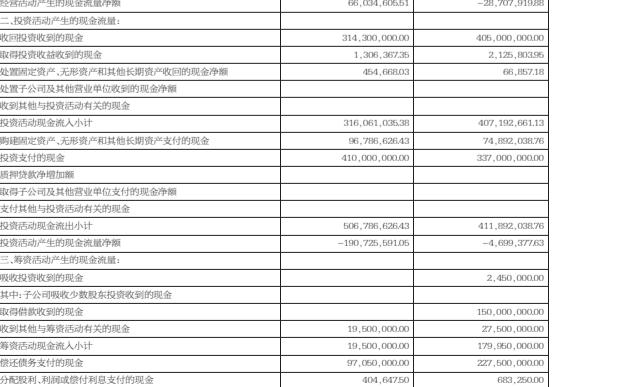 经营活动产生的现金流量净额 66,034,605.51 -28,707,919.88
二、投资活动产生的现金流量:
收回投资收到的现金 314,300,000.00 405,000,000.00
取得投资收益收到的现金 1,306,367.35 2,125,803.95
处置固定资产、无形资产和其他长期资产收回的现金净额 454,668.03 66,857.18
处置子公司及其他营业单位收到的现金净额
收到其他与投资活动有关的现金
投资活动现金流入小计 316,061,035.38 407,192,661.13
购建固定资产、无形资产和其他长期资产支付的现金 96,786,626.43 74,892,038.76
投资支付的现金 410,000,000.00 337,000,000.00
质押贷款净增加额
取得子公司及其他营业单位支付的现金净额
支付其他与投资活动有关的现金
投资活动现金流出小计 506,786,626.43 411,892,038.76
投资活动产生的现金流量净额 -190,725,591.05 -4,699,377.63
三、筹资活动产生的现金流量:
吸收投资收到的现金 2,450,000.00
其中:子公司吸收少数股东投资收到的现金
取得借款收到的现金 150,000,000.00
收到其他与筹资活动有关的现金 19,500,000.00 27,500,000.00
筹资活动现金流入小计 19,500,000.00 179,950,000.00
偿还债务支付的现金 97,050,000.00 227,500,000.00
分配股利、利润或偿付利息支付的现金 404,647.50 683,250.00